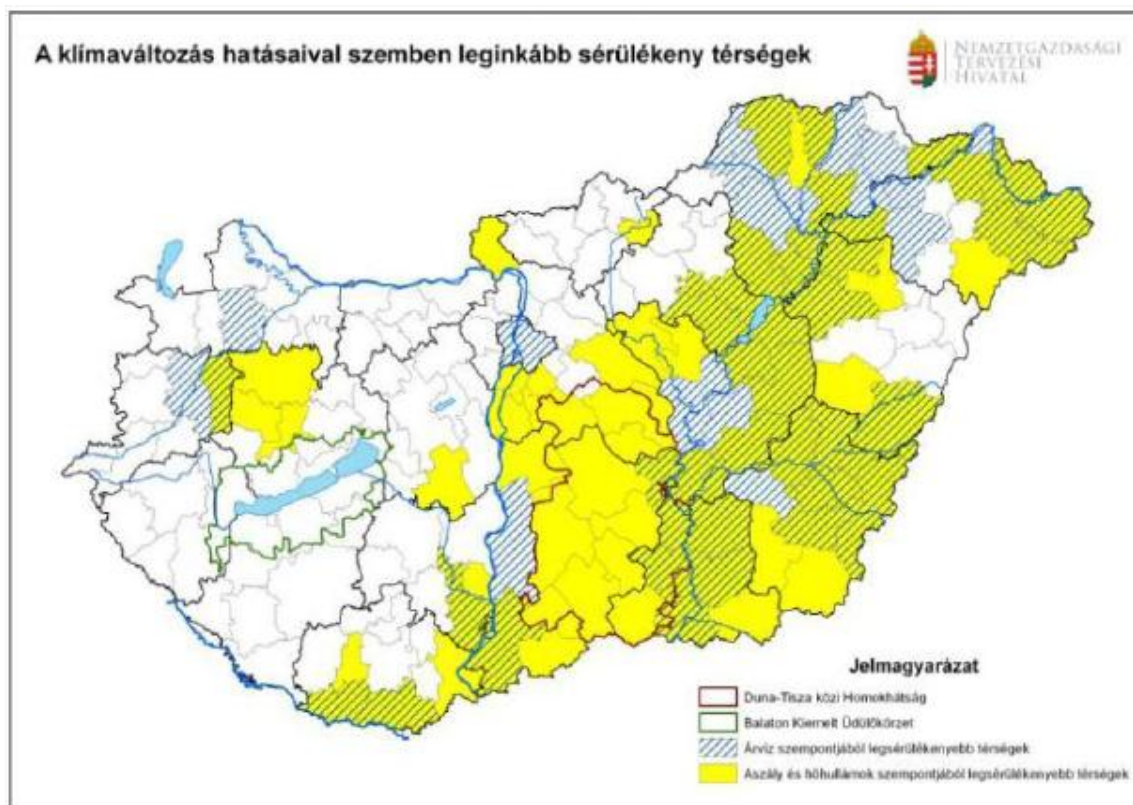 A klímaváltozás hatásaival szemben leginkább sérülékeny térségek
NEMZETGAZDASÁGI
TERVEZÉSI
HIVATAL
Jelmagyarázat
Duna-Tisza közi Homokhátság
Balaton Kiemelt Üdülőkörzet
Árvíz szempontjából legsérülékenyebb térségek
Aszály és hőhullámok szempontjából legsérülékenyebb térségek